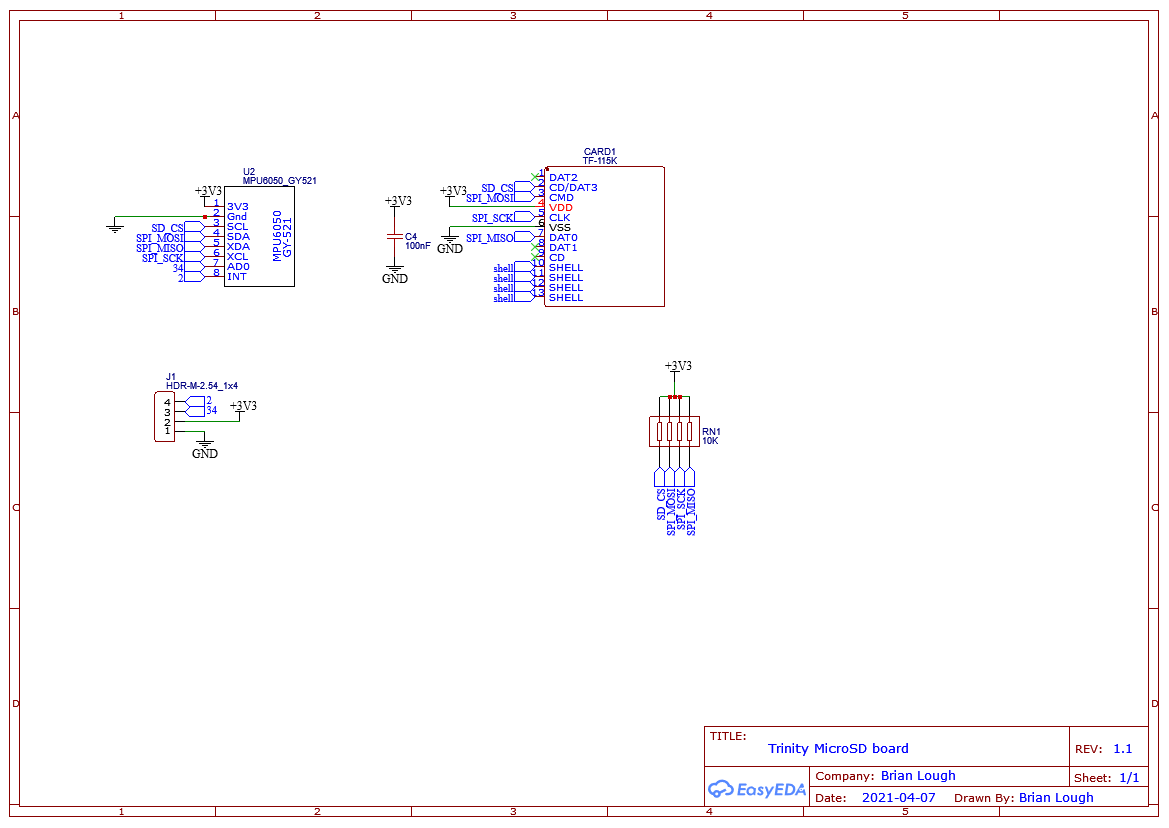 1 2 3 4 5
A A
B B
C C
D D
U2
MPU6050_GY521
+3V3
1 3V3
2 Gnd
SD_CS 3 SCL
SPI_MOSI 4 SDA
SPI_MISO 5 XDA
SPI_SCK 6 XCL
34 7 AD0
2 8 INT
MPU6050
GY-521
+3V3
C4
100nF
GND
CARD1
TF-115K
+3V3
GND
1 DAT2
SD_CS 2 CD/DAT3
SPI_MOSI 3 CMD
4 VDD
SPI_SCK 5 CLK
6 VSS
SPI_MISO 7 DAT0
8 DAT1
9 CD
shell 10 SHELL
shell 11 SHELL
shell 12 SHELL
shell 13 SHELL
J1
HDR-M-2.54_1x4
4 2
3 34
2 +3V3
1
GND
+3V3
RN1
10K
SD_CS
SPI_MOSI
SPI_SCK
SPI_MISO
TITLE:
Trinity MicroSD board
REV: 1.1
EasyEDA
Company: Brian Lough
Sheet: 1/1
Date: 2021-04-07 Drawn By: Brian Lough
1 2 3 4 5